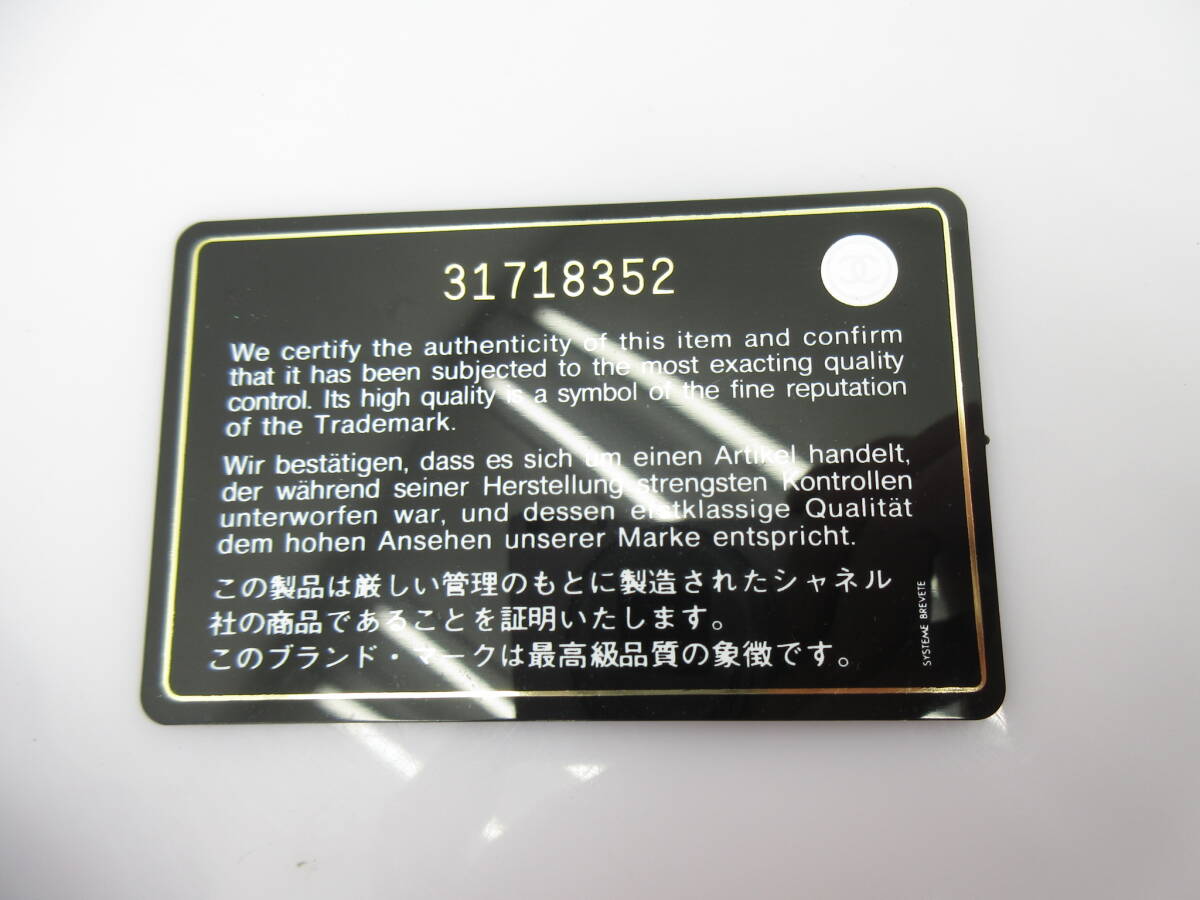 31718352
We certify the authenticity of this item and confirm
that it has been subjected to the most exacting quality
control. Its high quality is a symbol of the fine reputation
of the Trademark.
Wir bestätigen, dass es sich um einen Artikel handelt,
der während seiner Herstellung strengsten Kontrollen
unterworfen war, und dessen erstklassige Qualität
dem hohen Ansehen unserer Marke entspricht.
この製品は厳しい管理のもとに製造されたシャネル
社の商品であることを証明いたします。
このブランド・マークは最高級品質の象徴です。
SYSTEME BREVETE